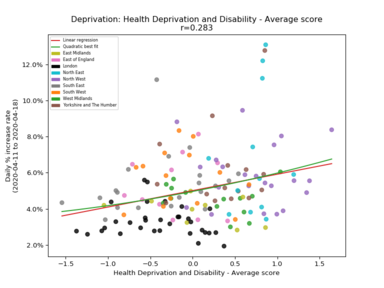 Deprivation: Health Deprivation and Disability - Average score
r=0.283
Linear regression
Quadratic best fit
East Midlands
East of England
London
North East
North West
South East
South West
West Midlands
Yorkshire and The Humber
12.0%
10.0%
8.0%
6.0%
4.0%
2.0%
Daily % increase rate
(2020-04-11 to 2020-04-18)
−1.5
−1.0
−0.5
0.0
0.5
1.0
1.5
Health Deprivation and Disability - Average score